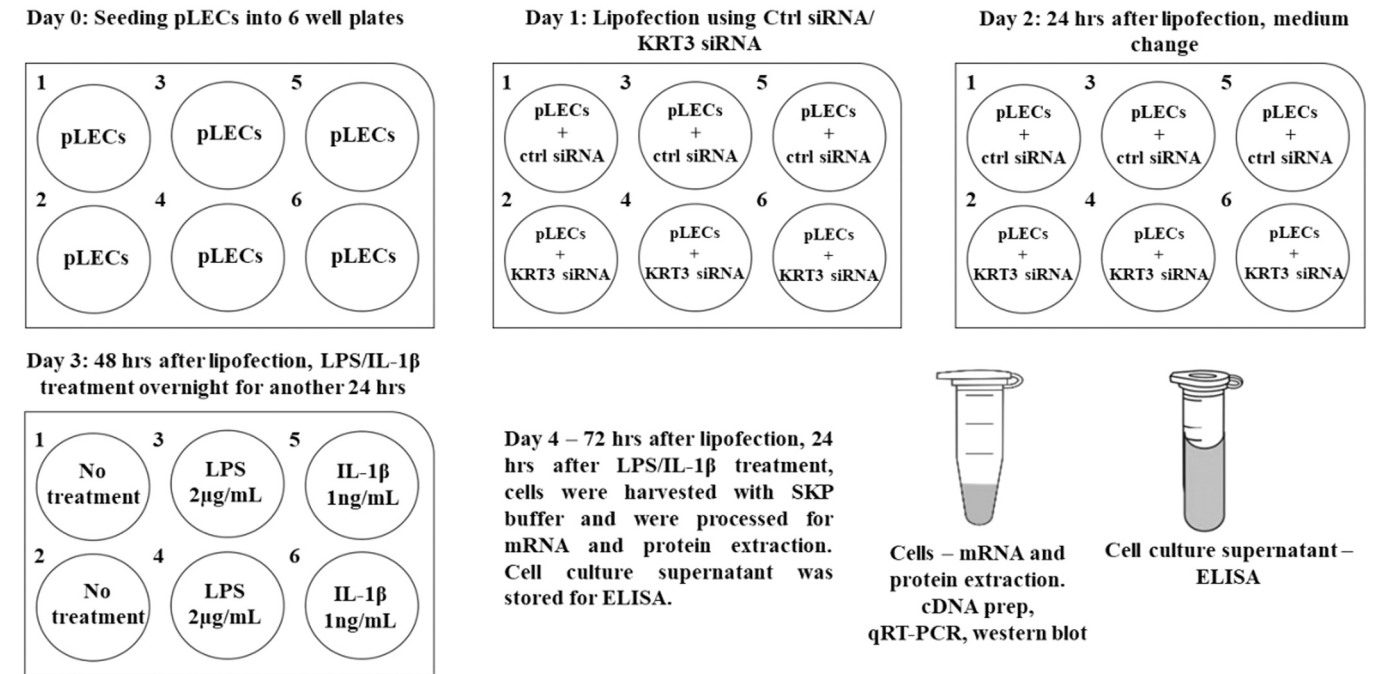 Day 0: Seeding pLECs into 6 well plates
1
3
5
pLECs
pLECs
pLECs
2
4
6
pLECs
pLECs
pLECs
Day 1: Lipofection using Ctrl siRNA/
KRT3 siRNA
1
3
5
pLECs
+
ctrl siRNA
pLECs
+
ctrl siRNA
pLECs
+
ctrl siRNA
2
4
6
pLECs
+
KRT3 siRNA
pLECs
+
KRT3 siRNA
pLECs
+
KRT3 siRNA
Day 2: 24 hrs after lipofection, medium
change
1
3
5
pLECs
+
ctrl siRNA
pLECs
+
ctrl siRNA
pLECs
+
ctrl siRNA
2
4
6
pLECs
+
KRT3 siRNA
pLECs
+
KRT3 siRNA
pLECs
+
KRT3 siRNA
Day 3: 48 hrs after lipofection, LPS/IL-1β
treatment overnight for another 24 hrs
1
3
5
No
treatment
LPS
2μg/mL
IL-1β
1ng/mL
2
4
6
No
treatment
LPS
2μg/mL
IL-1β
1ng/mL
Day 4 – 72 hrs after lipofection, 24
hrs after LPS/IL-1β treatment,
cells were harvested with SKP
buffer and were processed for
mRNA and protein extraction.
Cell culture supernatant was
stored for ELISA.
Cells – mRNA and
protein extraction.
cDNA prep,
qRT-PCR, western blot
Cell culture supernatant –
ELISA